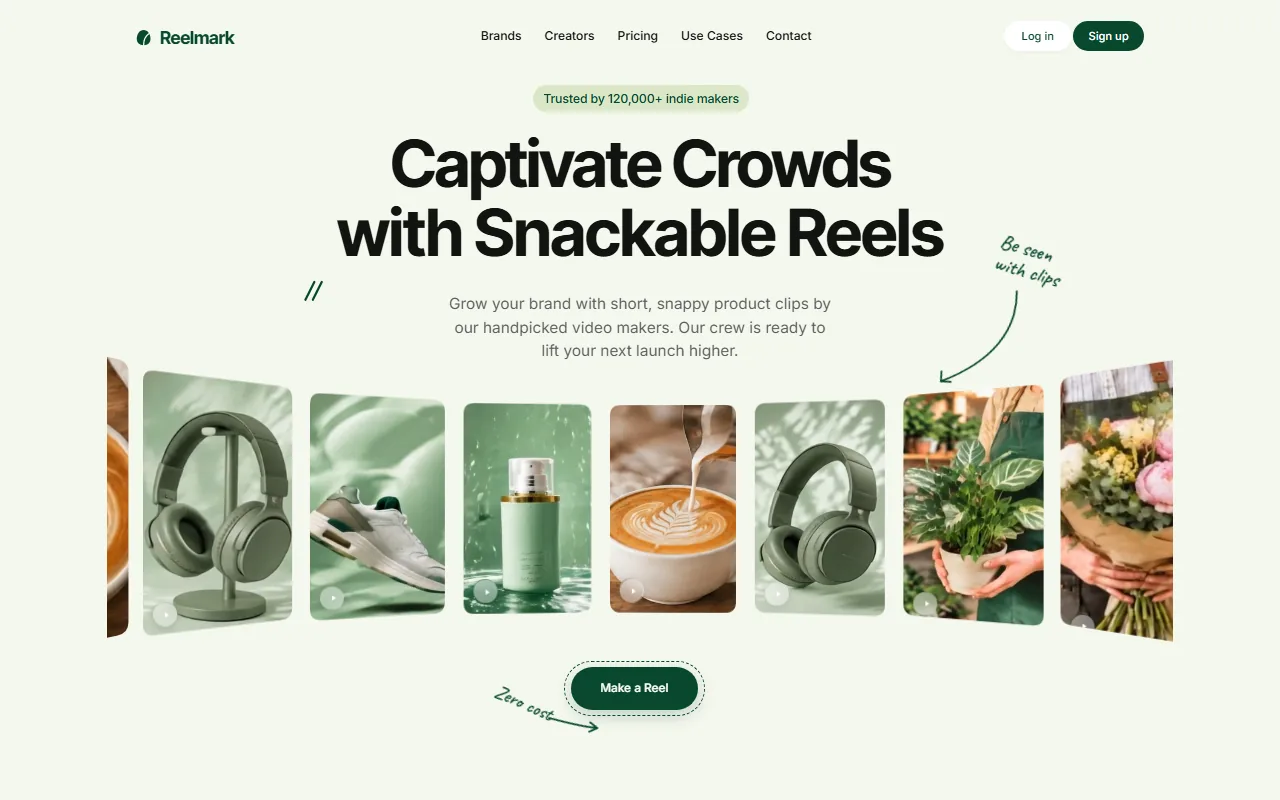 Reelmark
Brands Creators Pricing Use Cases Contact
Log in Sign up
Trusted by 120,000+ indie makers
Captivate Crowds
with Snackable Reels
Be seen
with clips
Grow your brand with short, snappy product clips by
our handpicked video makers. Our crew is ready to
lift your next launch higher.
Make a Reel
Zero cost